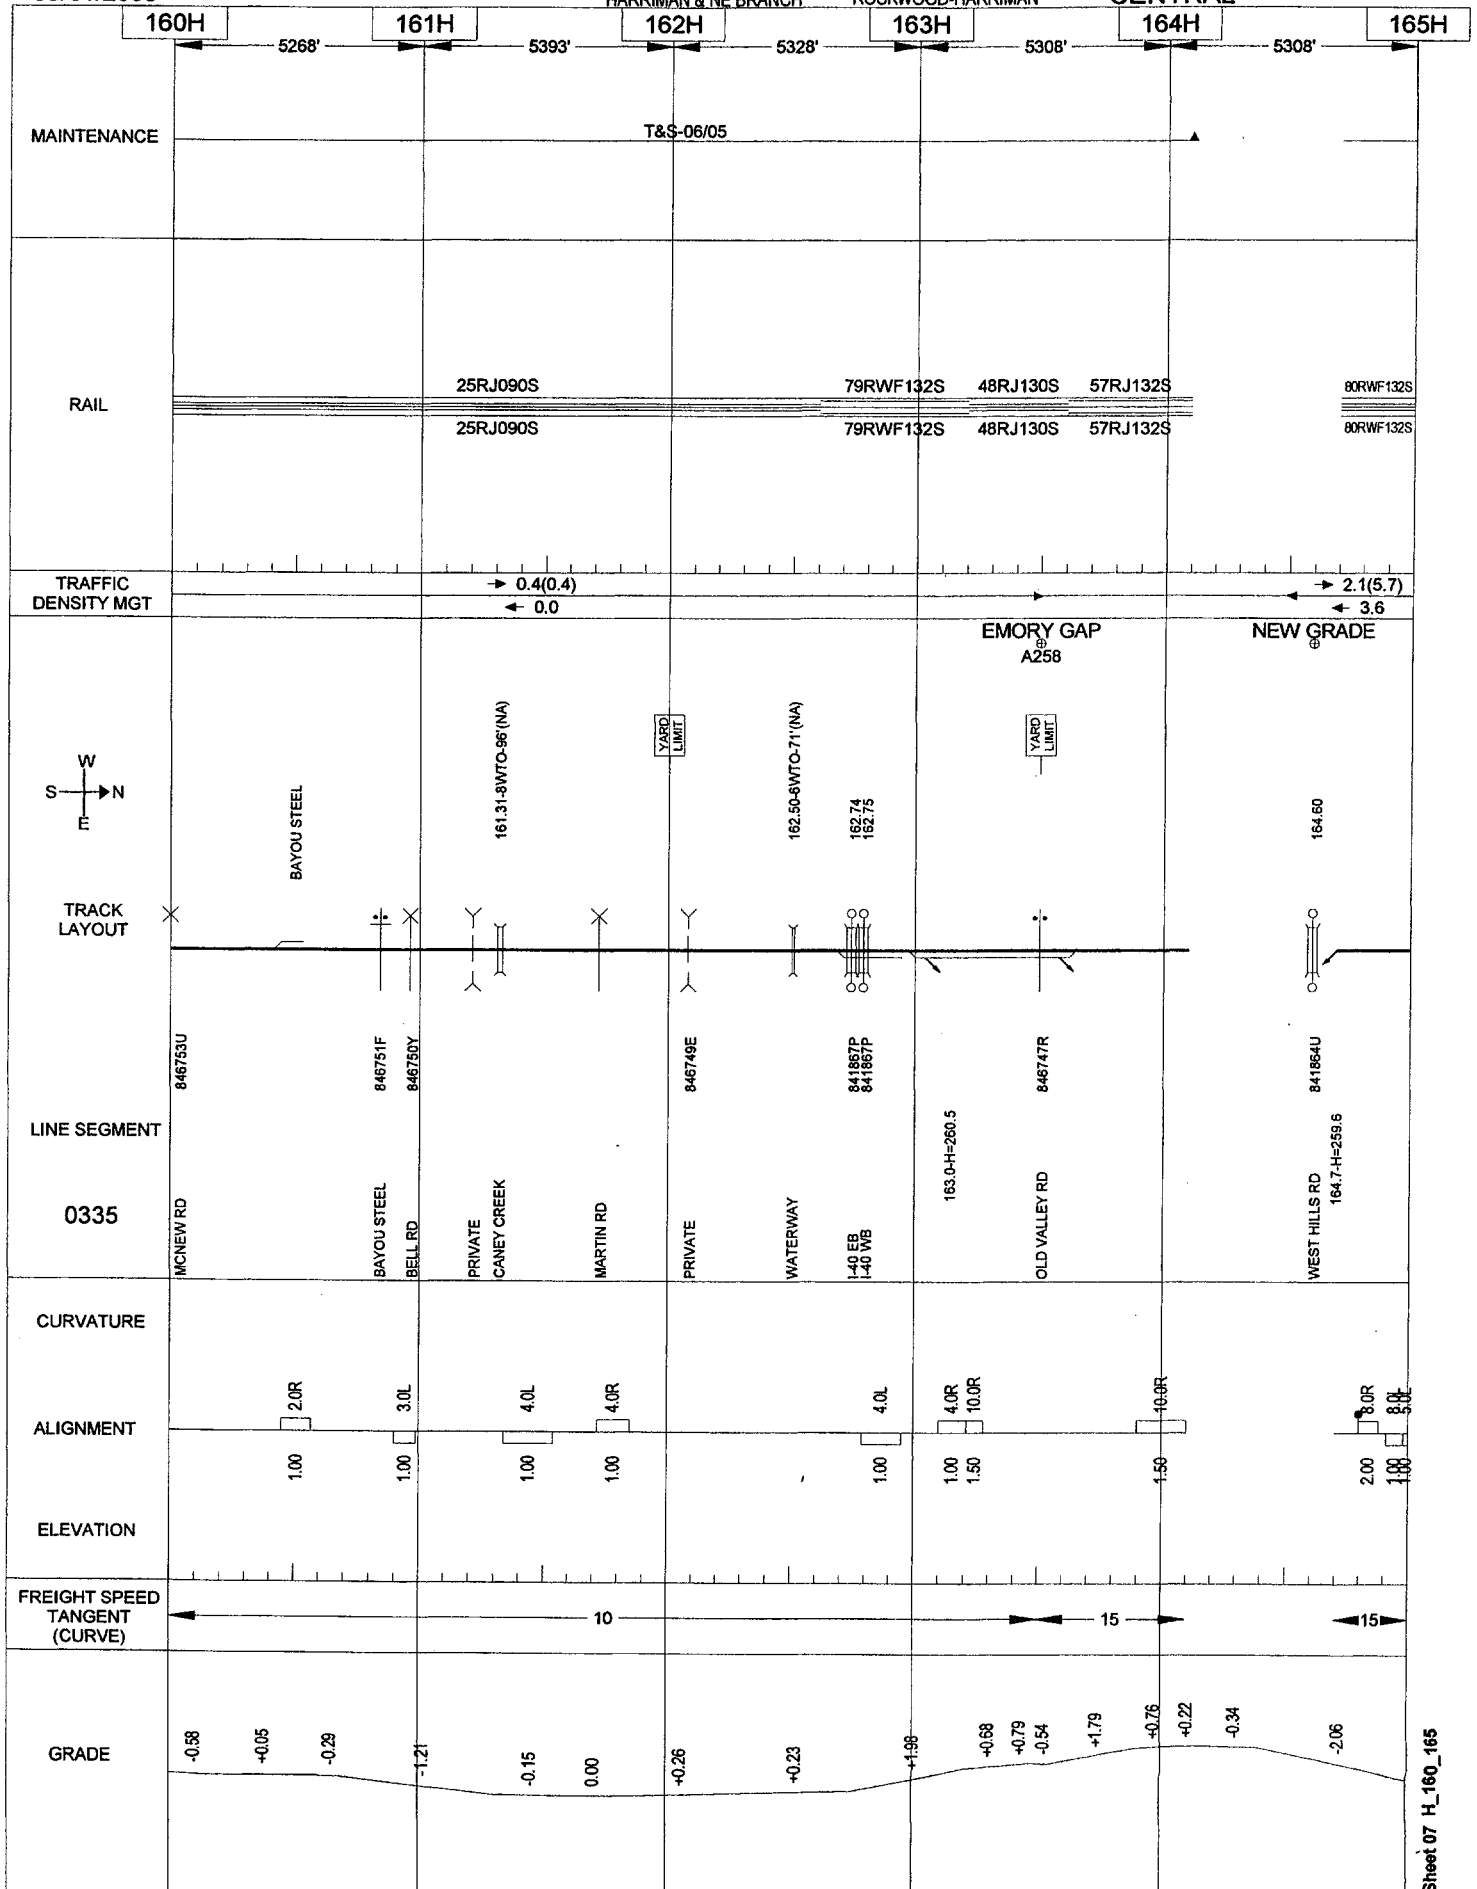 HARRIMAN & NE BRANCH ROCKWOOD-HARRIMAN CENTRAL
160H 161H 162H 163H 164H 165H
5268' 5393' 5328' 5308' 5308'
MAINTENANCE
T&S-06/05
RAIL
25RJ090S 79RWF132S 48RJ130S 57RJ132S 80RWF132S
25RJ090S 79RWF132S 48RJ130S 57RJ132S 80RWF132S
TRAFFIC
DENSITY MGT
0.4(0.4) 2.1(5.7)
0.0 3.6
EMORY GAP NEW GRADE
A258
W
S N
E
BAYOU STEEL
161.31-8WTO-96'(NA)
YARD
LIMIT
162.50-6WTO-71'(NA)
162.74
162.75
YARD
LIMIT
164.60
TRACK
LAYOUT
846753U
846751F
846750Y
846749E
841867P
841867P
846747R
841864U
LINE SEGMENT
0335
163.0-H=260.5
164.7-H=259.6
MCNEW RD
BAYOU STEEL
BELL RD
PRIVATE
CANEY CREEK
MARTIN RD
PRIVATE
WATERWAY
I-40 EB
I-40 WB
OLD VALLEY RD
WEST HILLS RD
CURVATURE
2.0R 3.0L 4.0L 4.0R 4.0L 4.0R 10.0R 10.0R 8.0R 8.0L
ALIGNMENT
1.00 1.00 1.00 1.00 1.00 1.00 1.50 1.50 2.00 1.00 1.00
ELEVATION
FREIGHT SPEED
TANGENT
(CURVE)
10 15 15
GRADE
-0.58 +0.05 -0.29 -1.21 -0.15 0.00 +0.26 +0.23 +1.98 +0.68 +0.79 -0.54 +1.79 +0.76 +0.22 -0.34 -2.06
Sheet 07 H_160_165